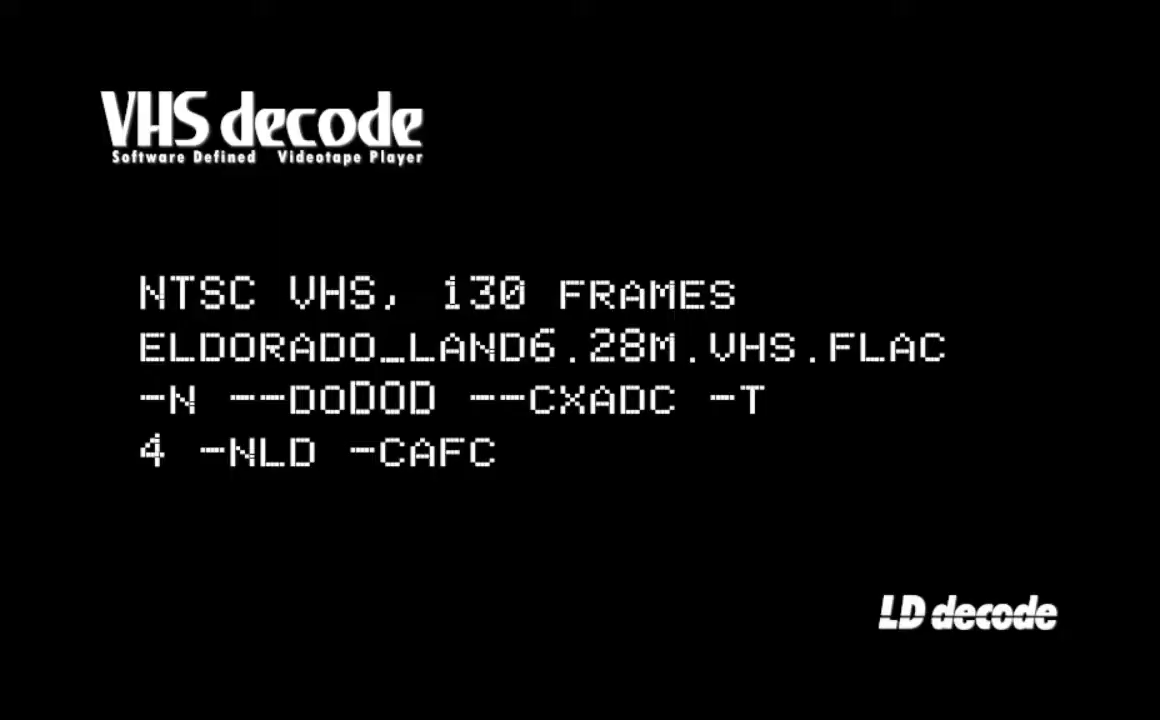 VHS decode
Software Defined Videotape Player
NTSC VHS, 130 FRAMES
ELDORADO_LAND6.28M.VHS.FLAC
-N --DODOD --CXADC -T
4 -NLD -CAFC
LD decode